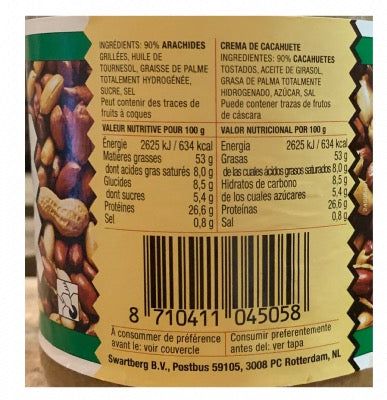 INGRÉDIENTS: 90% ARACHIDES
GRILLÉES, HUILE DE
TOURNESOL, GRAISSE DE PALME
TOTALEMENT HYDROGÉNÉE,
SUCRE, SEL
Peut contenir des traces de
fruits à coques
VALEUR NUTRITIVE POUR 100 g
Énergie 2625 kJ / 634 kcal
Matières grasses 53 g
dont acides gras saturés 8,0 g
Glucides 8,5 g
dont sucres 5,4 g
Protéines 26,6 g
Sel 0,8 g
CREMA DE CACAHUETE
INGREDIENTES: 90% CACAHUETES
TOSTADOS, ACEITE DE GIRASOL,
GRASA DE PALMA TOTALMENTE
HIDROGENADO, AZÚCAR, SAL
Puede contener trazas de frutos
de cáscara
VALOR NUTRICIONAL POR 100 g
Energía 2625 kJ / 634 kcal
Grasas 53 g
de las cuales ácidos grasos saturados 8,0 g
Hidratos de carbono 8,5 g
de los cuales azúcares 5,4 g
Proteínas 26,6 g
Sal 0,8 g
8 710411 045058
À consommer de préférence
avant le: voir couvercle
Consumir preferentemente
antes del: ver tapa
Swartberg B.V., Postbus 59105, 3008 PC Rotterdam, NL